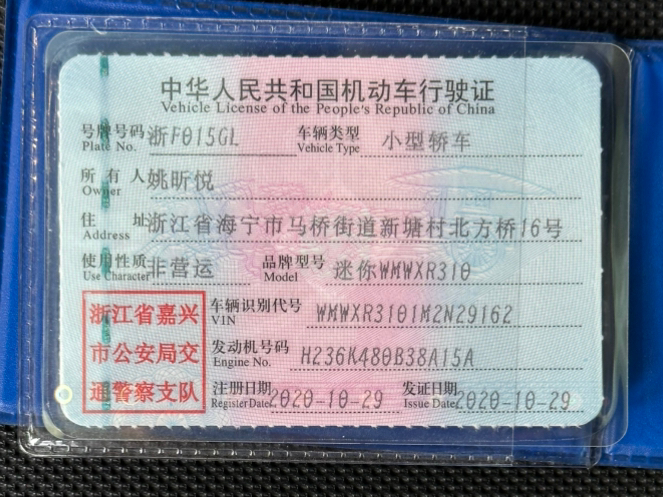 中华人民共和国机动车行驶证
Vehicle License of the People's Republic of China
号牌号码 浙F015GL 车辆类型 小型轿车
Plate No. Vehicle Type
所有人 姚昕悦
Owner
住址 浙江省海宁市马桥街道新塘村北方桥16号
Address
使用性质 非营运 品牌型号 迷你WMWXR310
Use Character Model
浙江省嘉兴
市公安局交
通警察支队
车辆识别代号 WMWXR3101M2N29162
VIN
发动机号码 H236K480B38A15A
Engine No.
注册日期 2020-10-29 发证日期 2020-10-29
Register Date Issue Date